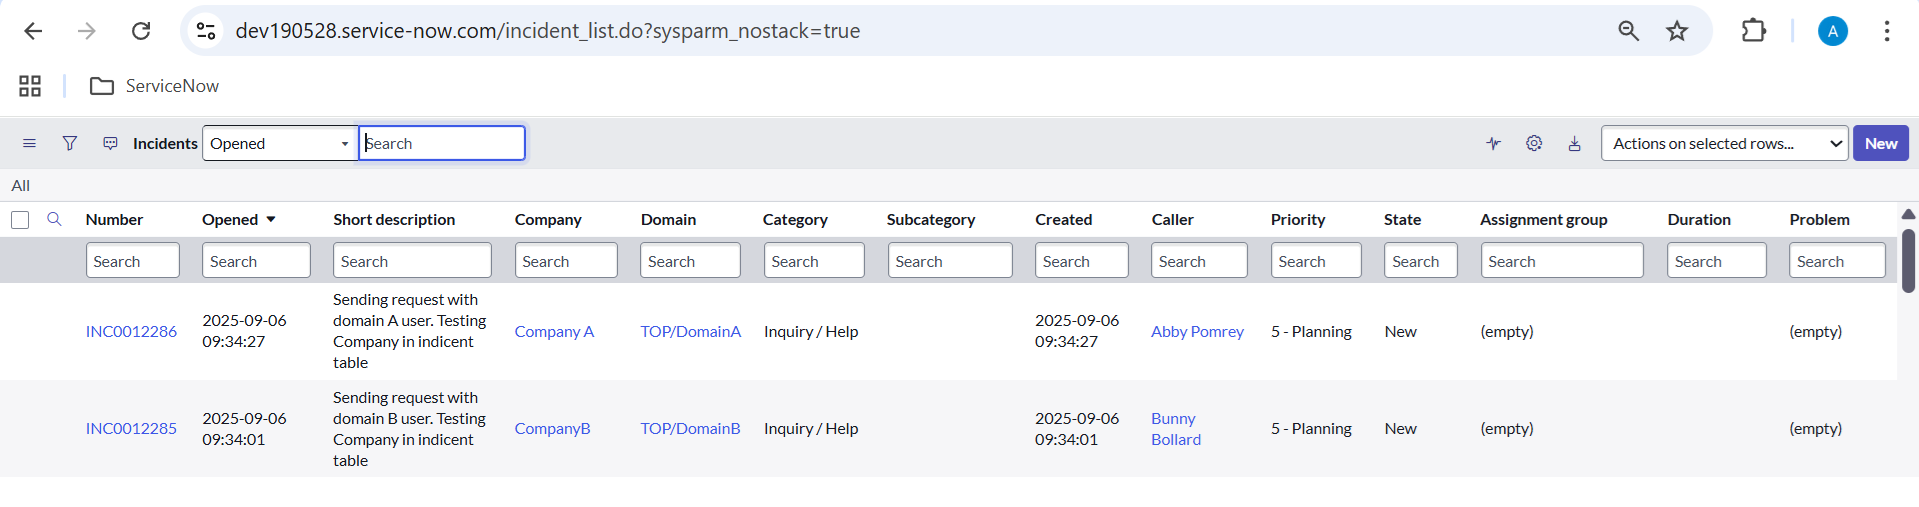 dev190528.service-now.com/incident_list.do?sysparm_nostack=true
A
ServiceNow
Incidents Opened Search Actions on selected rows... New
All
Number Opened Short description Company Domain Category Subcategory Created Caller Priority State Assignment group Duration Problem
Search Search Search Search Search Search Search Search Search Search Search Search Search Search
INC0012286
2025-09-06
09:34:27
Sending request with
domain A user. Testing
Company in indicent
table
Company A
TOP/DomainA
Inquiry / Help
2025-09-06
09:34:27
Abby Pomrey
5 - Planning
New
(empty)
(empty)
INC0012285
2025-09-06
09:34:01
Sending request with
domain B user. Testing
Company in indicent
table
CompanyB
TOP/DomainB
Inquiry / Help
2025-09-06
09:34:01
Bunny
Bollard
5 - Planning
New
(empty)
(empty)